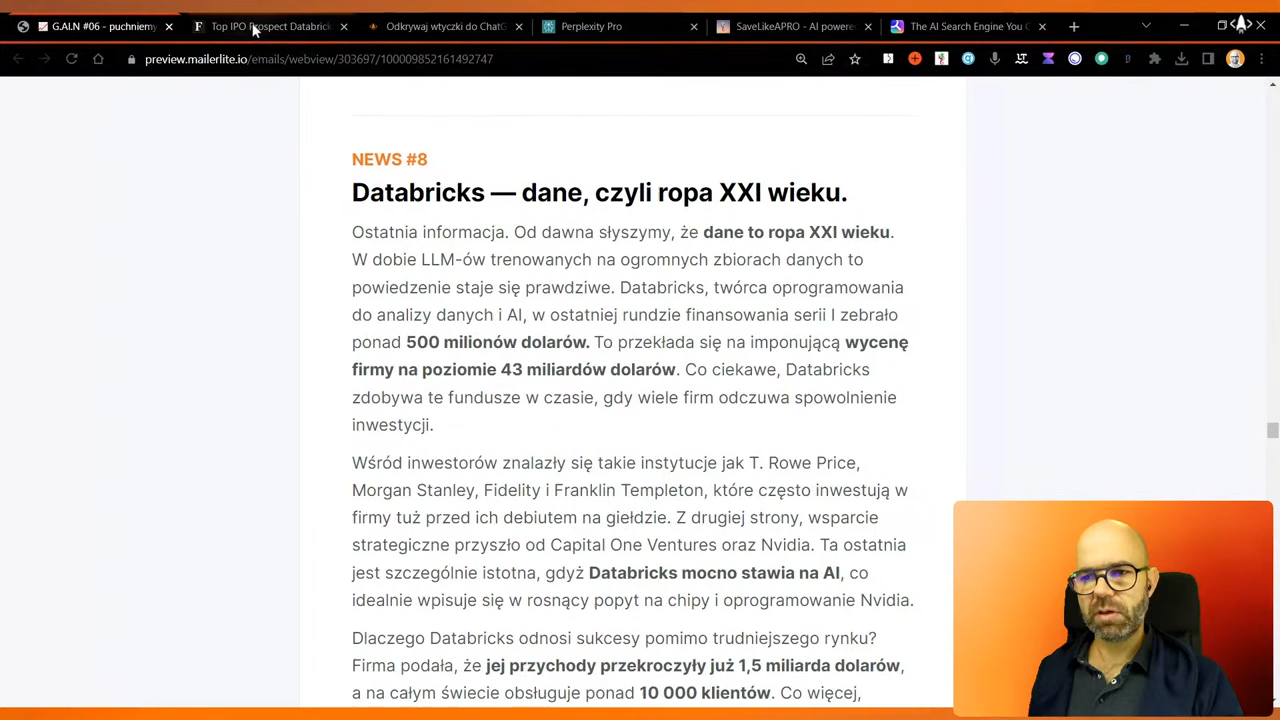 G.ALN #06 - puchniemy
Top IPO Prospect Databrick
Odkrywaj wtyczki do ChatG
Perplexity Pro
SaveLikeAPRO - AI powere
The AI Search Engine You C
preview.mailerlite.io/emails/webview/303697/100009852161492747
NEWS #8
Databricks — dane, czyli ropa XXI wieku.
Ostatnia informacja. Od dawna słyszymy, że dane to ropa XXI wieku.
W dobie LLM-ów trenowanych na ogromnych zbiorach danych to
powiedzenie staje się prawdziwe. Databricks, twórca oprogramowania
do analizy danych i AI, w ostatniej rundzie finansowania serii I zebrało
ponad 500 milionów dolarów. To przekłada się na imponującą wycenę
firmy na poziomie 43 miliardów dolarów. Co ciekawe, Databricks
zdobywa te fundusze w czasie, gdy wiele firm odczuwa spowolnienie
inwestycji.
Wśród inwestorów znalazły się takie instytucje jak T. Rowe Price,
Morgan Stanley, Fidelity i Franklin Templeton, które często inwestują w
firmy tuż przed ich debiutem na giełdzie. Z drugiej strony, wsparcie
strategiczne przyszło od Capital One Ventures oraz Nvidia. Ta ostatnia
jest szczególnie istotna, gdyż Databricks mocno stawia na AI, co
idealnie wpisuje się w rosnący popyt na chipy i oprogramowanie Nvidia.
Dlaczego Databricks odnosi sukcesy pomimo trudniejszego rynku?
Firma podała, że jej przychody przekroczyły już 1,5 miliarda dolarów,
a na całym świecie obsługuje ponad 10 000 klientów. Co więcej,